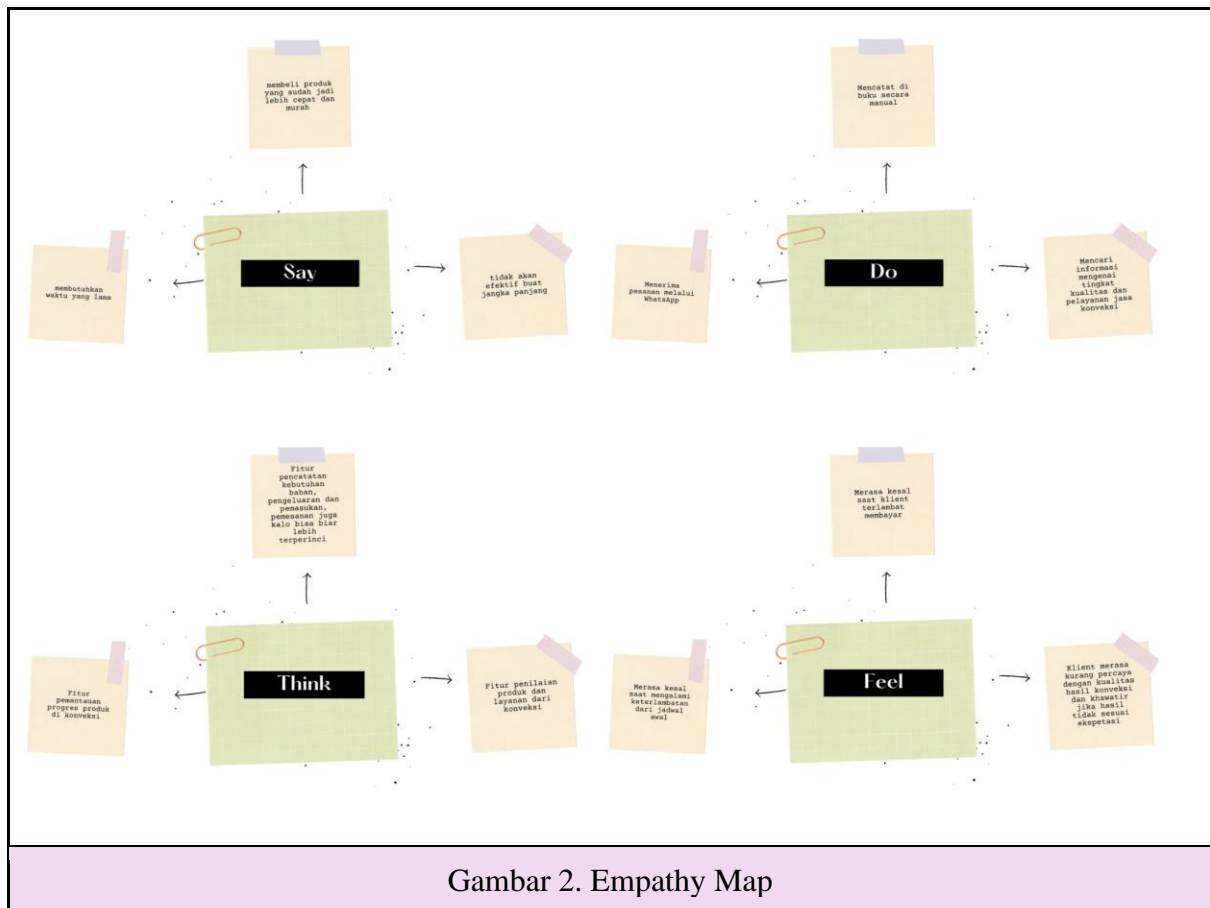 membeli produk
yang sudah jadi
lebih cepat dan
murah
membutuhkan
waktu yang lama
Say
tidak akan
efektif buat
jangka panjang
Mencatat di
buku secara
manual
Menerima
pesanan melalui
WhatsApp
Do
Mencari
informasi
mengenai
tingkat
kualitas dan
pelayanan jasa
konveksi
Fitur
pencatatan
kebutuhan
bahan,
pengeluaran dan
pemasukan,
pemesanan juga
kalo bisa biar
lebih
terperinci
Fitur
pemantauan
progres produk
di konveksi
Think
Fitur penilaian
produk dan
layanan dari
konveksi
Merasa kesal
saat klient
terlambat
membayar
Merasa kesal
saat mengalami
keterlambatan
dari jadwal
awal
Feel
Klient merasa
kurang percaya
dengan kualitas
hasil konveksi
dan khawatir
jika hasil
tidak sesuai
ekspetasi
Gambar 2. Empathy Map